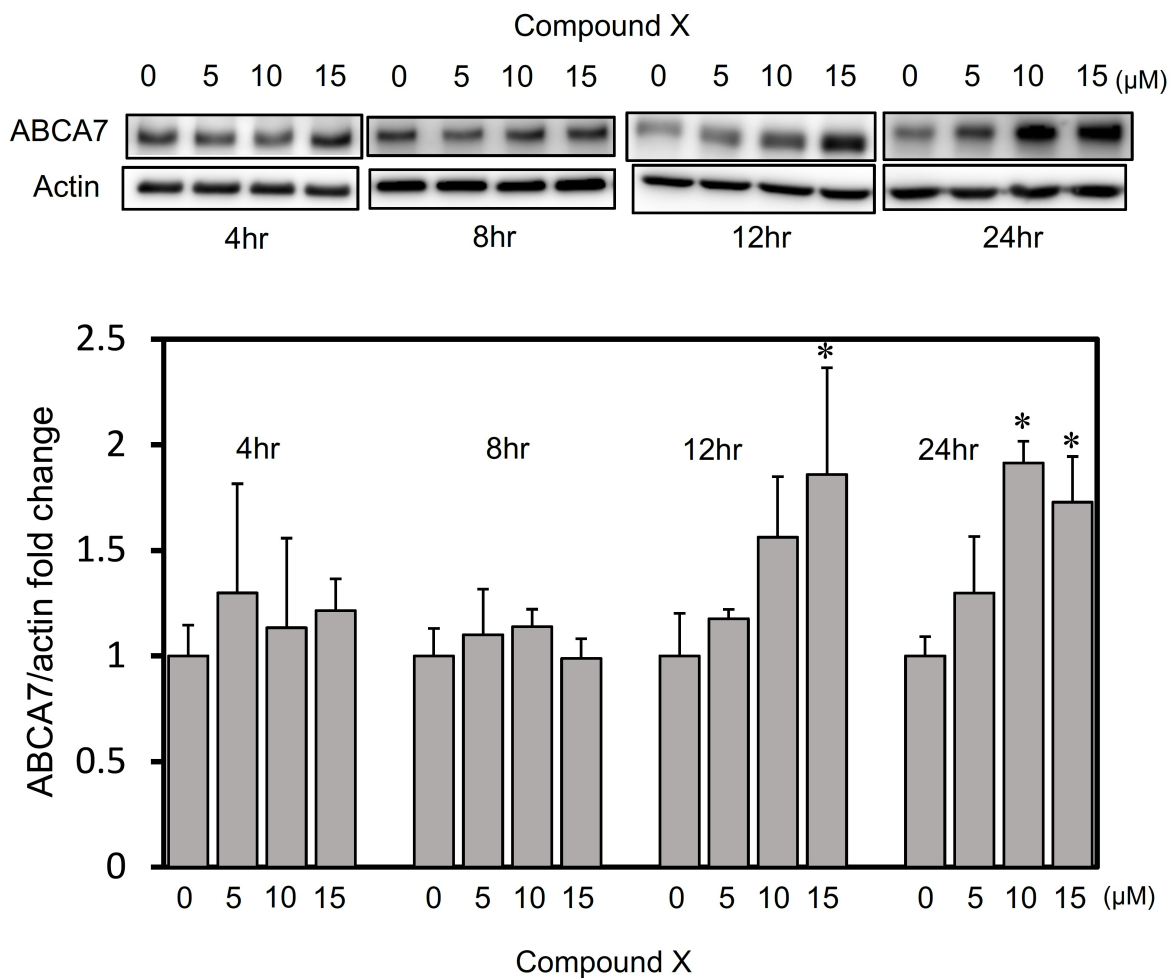 Compound X
0 5 10 15 0 5 10 15 0 5 10 15 0 5 10 15 (µM)
ABCA7
Actin
4hr 8hr 12hr 24hr
2.5
*
2 4hr 8hr 12hr 24hr * *
1.5
1
0.5
0
ABCA7/actin fold change
0 5 10 15 0 5 10 15 0 5 10 15 0 5 10 15 (µM)
Compound X